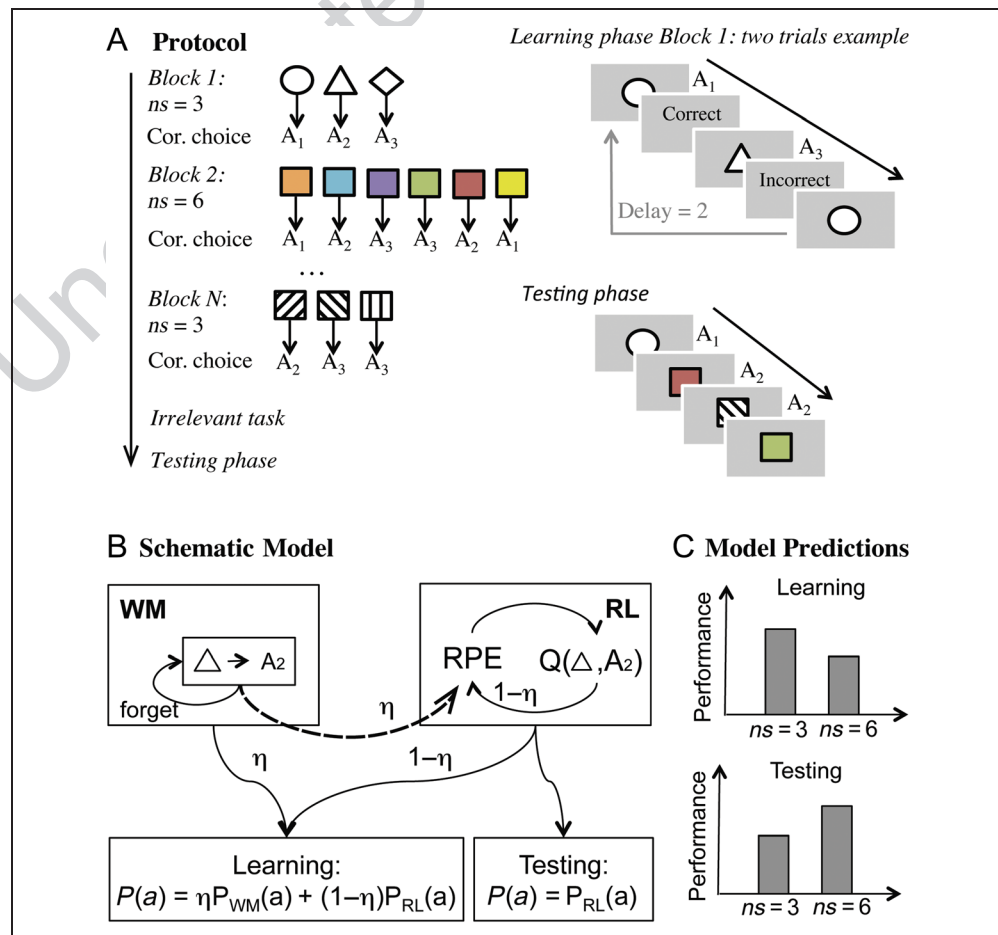 Un
A Protocol
Block 1:
ns = 3
Cor. choice A1 A2 A3
Block 2:
ns = 6
Cor. choice A1 A2 A3 A3 A2 A1
...
Block N:
ns = 3
Cor. choice A2 A3 A3
Irrelevant task
Testing phase
Learning phase Block 1: two trials example
A1
Correct
A3
Incorrect
Delay = 2
Testing phase
A1
A2
A2
B Schematic Model
WM
A2
forget
RL
RPE Q(△,A2)
1–η
η
η
1–η
Learning:
P(a) = ηPWM(a) + (1–η)PRL(a)
Testing:
P(a) = PRL(a)
C Model Predictions
Learning
Performance
ns = 3 ns = 6
Testing
Performance
ns = 3 ns = 6